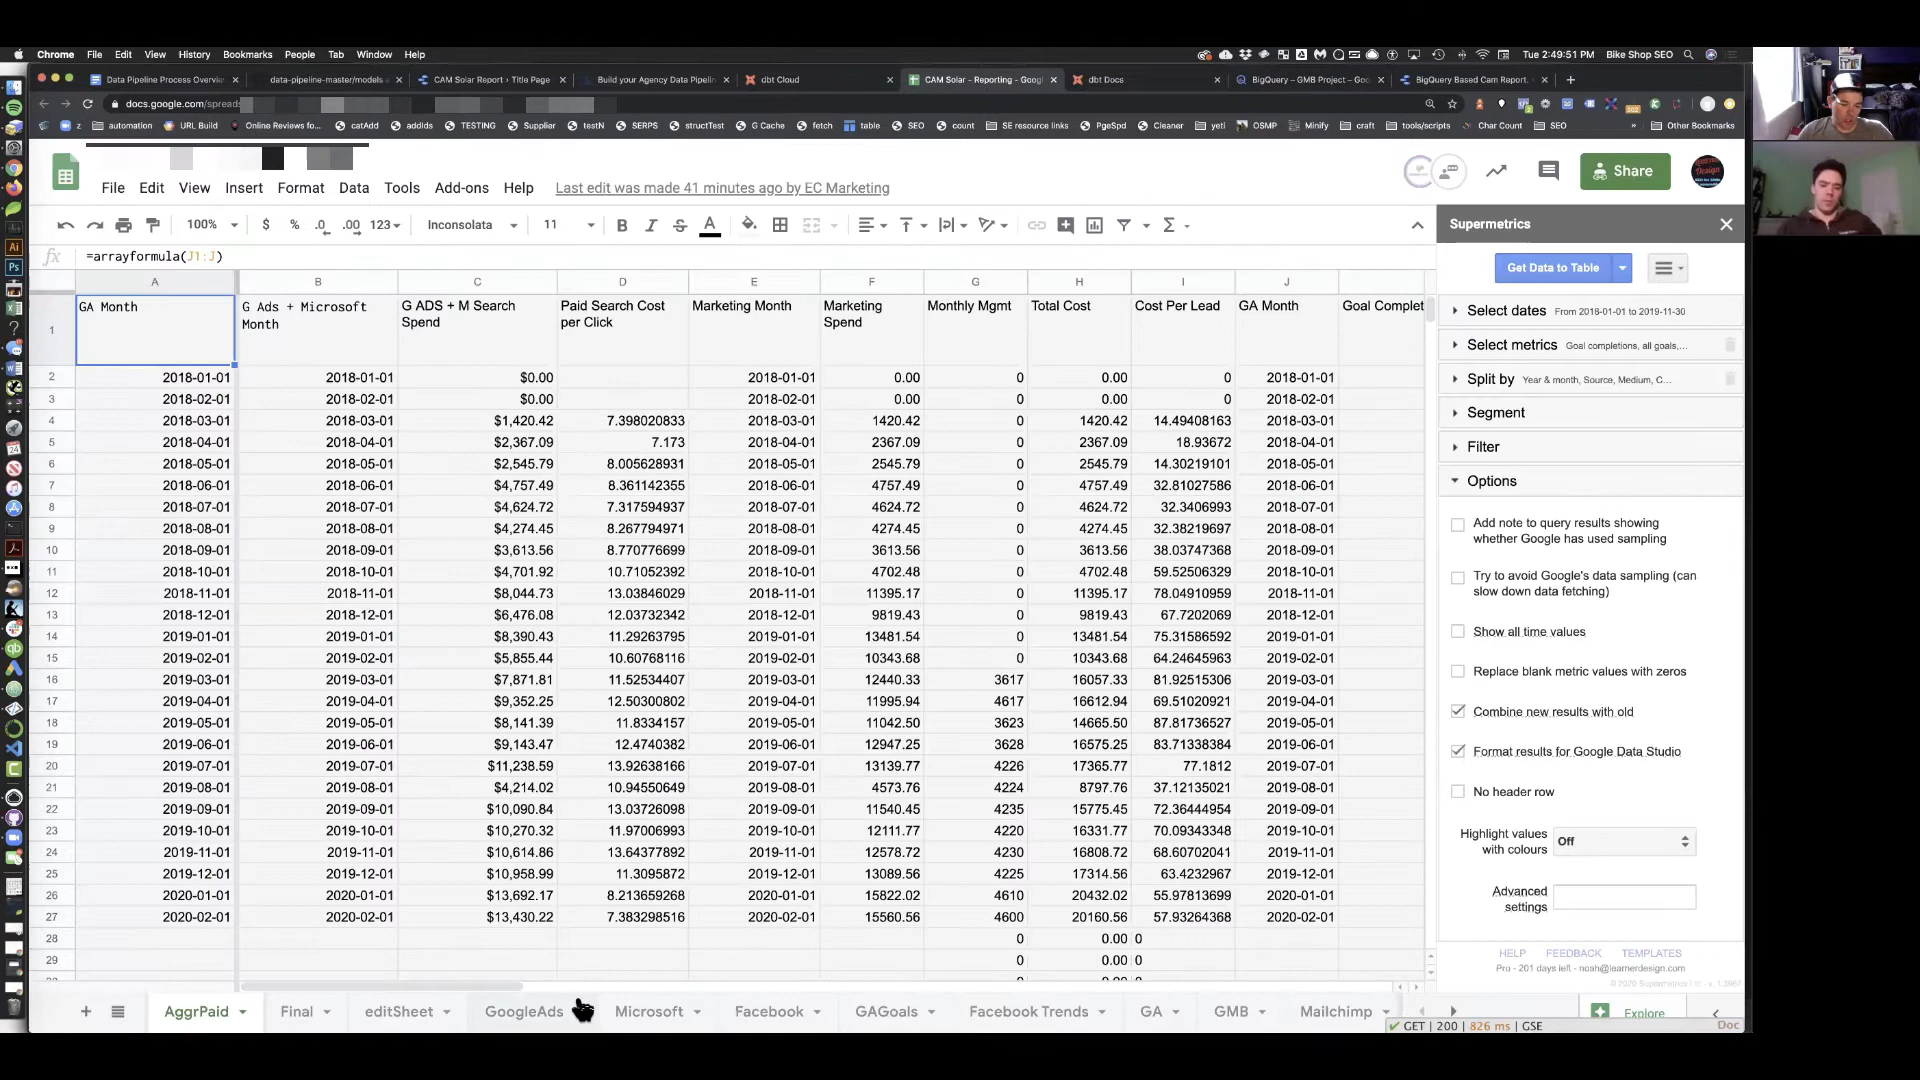 Chrome File Edit View History Bookmarks People Tab Window Help Tue 2:49:51 PM Bike Shop SEO
Data Pipeline Process Overvie data-pipeline-master/models CAM Solar Report › Title Page Build your Agency Data Pipelin dbt Cloud CAM Solar - Reporting - Googl dbt Docs BigQuery – GMB Project – Goo BigQuery Based Cam Report.
docs.google.com/spreads
automation URL Build Online Reviews fo... catAdd addIds TESTING Supplier testN SERPS structTest G Cache fetch table SEO count SE resource links PgeSpd Cleaner yeti OSMP Minify craft tools/scripts Char Count SEO » Other Bookmarks
File Edit View Insert Format Data Tools Add-ons Help Last edit was made 41 minutes ago by EC Marketing
Share
100% $ % .0 .00 123 Inconsolata 11
=arrayformula(J1:J)
A B C D E F G H I J
1 GA Month G Ads + Microsoft Month G ADS + M Search Spend Paid Search Cost per Click Marketing Month Marketing Spend Monthly Mgmt Total Cost Cost Per Lead GA Month Goal Complet
2 2018-01-01 2018-01-01 $0.00 2018-01-01 0.00 0 0.00 0 2018-01-01
3 2018-02-01 2018-02-01 $0.00 2018-02-01 0.00 0 0.00 0 2018-02-01
4 2018-03-01 2018-03-01 $1,420.42 7.398020833 2018-03-01 1420.42 0 1420.42 14.49408163 2018-03-01
5 2018-04-01 2018-04-01 $2,367.09 7.173 2018-04-01 2367.09 0 2367.09 18.93672 2018-04-01
6 2018-05-01 2018-05-01 $2,545.79 8.005628931 2018-05-01 2545.79 0 2545.79 14.30219101 2018-05-01
7 2018-06-01 2018-06-01 $4,757.49 8.361142355 2018-06-01 4757.49 0 4757.49 32.81027586 2018-06-01
8 2018-07-01 2018-07-01 $4,624.72 7.317594937 2018-07-01 4624.72 0 4624.72 32.3406993 2018-07-01
9 2018-08-01 2018-08-01 $4,274.45 8.267794971 2018-08-01 4274.45 0 4274.45 32.38219697 2018-08-01
10 2018-09-01 2018-09-01 $3,613.56 8.770776699 2018-09-01 3613.56 0 3613.56 38.03747368 2018-09-01
11 2018-10-01 2018-10-01 $4,701.92 10.71052392 2018-10-01 4702.48 0 4702.48 59.52506329 2018-10-01
12 2018-11-01 2018-11-01 $8,044.73 13.03846029 2018-11-01 11395.17 0 11395.17 78.04910959 2018-11-01
13 2018-12-01 2018-12-01 $6,476.08 12.03732342 2018-12-01 9819.43 0 9819.43 67.7202069 2018-12-01
14 2019-01-01 2019-01-01 $8,390.43 11.29263795 2019-01-01 13481.54 0 13481.54 75.31586592 2019-01-01
15 2019-02-01 2019-02-01 $5,855.44 10.60768116 2019-02-01 10343.68 0 10343.68 64.24645963 2019-02-01
16 2019-03-01 2019-03-01 $7,871.81 11.52534407 2019-03-01 12440.33 3617 16057.33 81.92515306 2019-03-01
17 2019-04-01 2019-04-01 $9,352.25 12.50300802 2019-04-01 11995.94 4617 16612.94 69.51020921 2019-04-01
18 2019-05-01 2019-05-01 $8,141.39 11.8334157 2019-05-01 11042.50 3623 14665.50 87.81736527 2019-05-01
19 2019-06-01 2019-06-01 $9,143.47 12.4740382 2019-06-01 12947.25 3628 16575.25 83.71338384 2019-06-01
20 2019-07-01 2019-07-01 $11,238.59 13.92638166 2019-07-01 13139.77 4226 17365.77 77.1812 2019-07-01
21 2019-08-01 2019-08-01 $4,214.02 10.94550649 2019-08-01 4573.76 4224 8797.76 37.12135021 2019-08-01
22 2019-09-01 2019-09-01 $10,090.84 13.03726098 2019-09-01 11540.45 4235 15775.45 72.36444954 2019-09-01
23 2019-10-01 2019-10-01 $10,270.32 11.97006993 2019-10-01 12111.77 4220 16331.77 70.09343348 2019-10-01
24 2019-11-01 2019-11-01 $10,614.86 13.64377892 2019-11-01 12578.72 4230 16808.72 68.60702041 2019-11-01
25 2019-12-01 2019-12-01 $10,958.99 11.3095872 2019-12-01 13089.56 4225 17314.56 63.4232967 2019-12-01
26 2020-01-01 2020-01-01 $13,692.17 8.213659268 2020-01-01 15822.02 4610 20432.02 55.97813699 2020-01-01
27 2020-02-01 2020-02-01 $13,430.22 7.383298516 2020-02-01 15560.56 4600 20160.56 57.93264368 2020-02-01
28 0 0.00 0
29 0 0.00 0
AggrPaid Final editSheet GoogleAds Microsoft Facebook GAGoals Facebook Trends GA GMB Mailchimp Explore
Supermetrics
Get Data to Table
Select dates From 2018-01-01 to 2019-11-30
Select metrics Goal completions, all goals,...
Split by Year & month, Source, Medium, C...
Segment
Filter
Options
Add note to query results showing
whether Google has used sampling
Try to avoid Google's data sampling (can
slow down data fetching)
Show all time values
Replace blank metric values with zeros
Combine new results with old
Format results for Google Data Studio
No header row
Highlight values
with colours Off
Advanced
settings
HELP FEEDBACK TEMPLATES
Pro - 201 days left - noah@learnerdesign.com
GET | 200 | 826 ms | GSE Doc